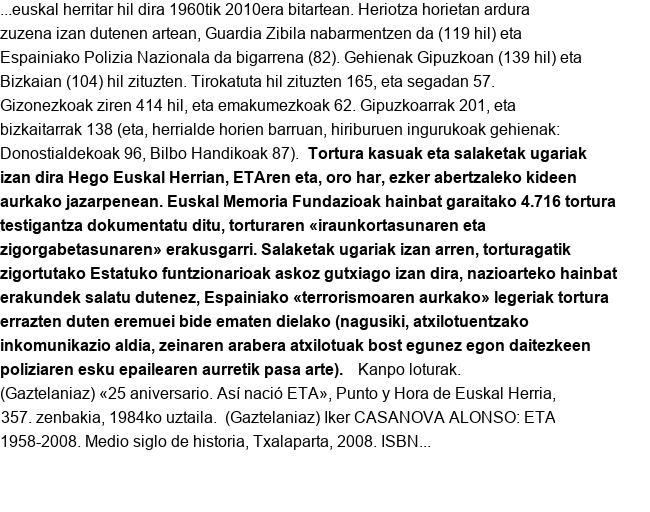 ...euskal herritar hil dira 1960tik 2010era bitartean. Heriotza horietan ardura
zuzena izan dutenen artean, Guardia Zibila nabarmentzen da (119 hil) eta
Espainiako Polizia Nazionala da bigarrena (82). Gehienak Gipuzkoan (139 hil) eta
Bizkaian (104) hil zituzten. Tirokatuta hil zituzten 165, eta segadan 57.
Gizonezkoak ziren 414 hil, eta emakumezkoak 62. Gipuzkoarrak 201, eta
bizkaitarrak 138 (eta, herrialde horien barruan, hiriburuen ingurukoak gehienak:
Donostialdekoak 96, Bilbo Handikoak 87). Tortura kasuak eta salaketak ugariak
izan dira Hego Euskal Herrian, ETAren eta, oro har, ezker abertzaleko kideen
aurkako jazarpenean. Euskal Memoria Fundazioak hainbat garaitako 4.716 tortura
testigantza dokumentatu ditu, torturaren «iraunkortasunaren eta
zigorgabetasunaren» erakusgarri. Salaketak ugariak izan arren, torturagatik
zigortutako Estatuko funtzionarioak askoz gutxiago izan dira, nazioarteko hainbat
erakundek salatu dutenez, Espainiako «terrorismoaren aurkako» legeriak tortura
errazten duten eremuei bide ematen dielako (nagusiki, atxilotuentzako
inkomunikazio aldia, zeinaren arabera atxilotuak bost egunez egon daitezkeen
poliziaren esku epailearen aurretik pasa arte). Kanpo loturak.
(Gaztelaniaz) «25 aniversario. Así nació ETA», Punto y Hora de Euskal Herria,
357. zenbakia, 1984ko uztaila. (Gaztelaniaz) Iker CASANOVA ALONSO: ETA
1958-2008. Medio siglo de historia, Txalaparta, 2008. ISBN...